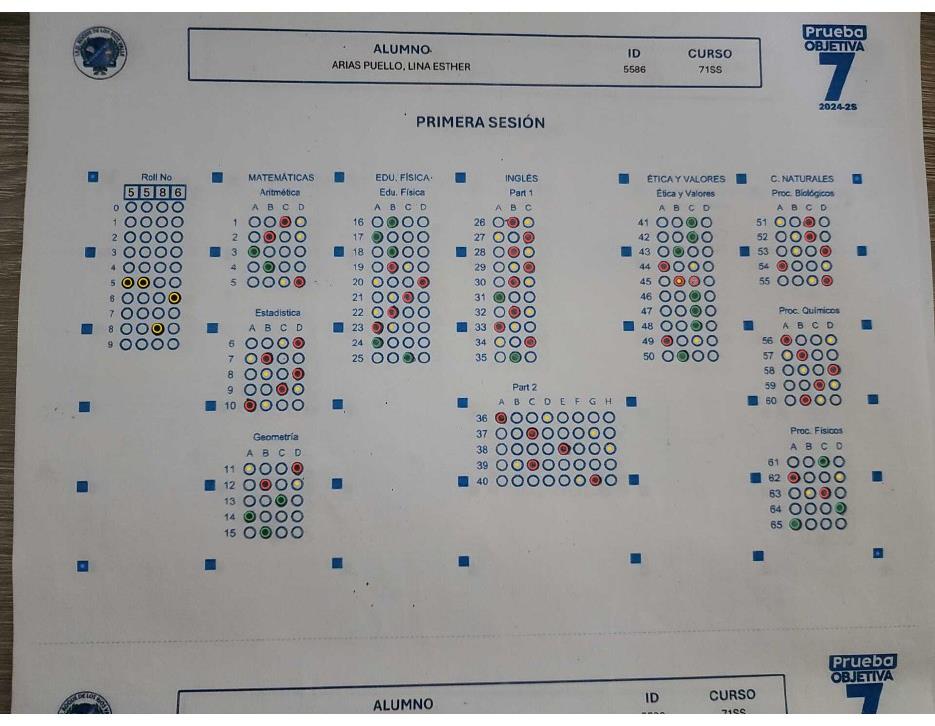 Prueba
OBJETIVA
7
2024-2S
ALUMNO
ARIAS PUELLO, LINA ESTHER
ID
5586
CURSO
71SS
PRIMERA SESIÓN
Roll No
5 5 8 6
0
1
2
3
4
5
6
7
8
9
MATEMÁTICAS
Aritmética
A B C D
1
2
3
4
5
Estadística
A B C D
6
7
8
9
10
Geometría
A B C D
11
12
13
14
15
EDU. FÍSICA
Edu. Física
A B C D
16
17
18
19
20
21
22
23
24
25
INGLÉS
Part 1
A B C
26
27
28
29
30
31
32
33
34
35
Part 2
A B C D E F G H
36
37
38
39
40
ÉTICA Y VALORES
Ética y Valores
A B C D
41
42
43
44
45
46
47
48
49
50
C. NATURALES
Proc. Biológicos
A B C D
51
52
53
54
55
Proc. Químicos
A B C D
56
57
58
59
60
Proc. Físicos
A B C D
61
62
63
64
65
Prueba
OBJETIVA
7
ALUMNO
ID
CURSO
71SS